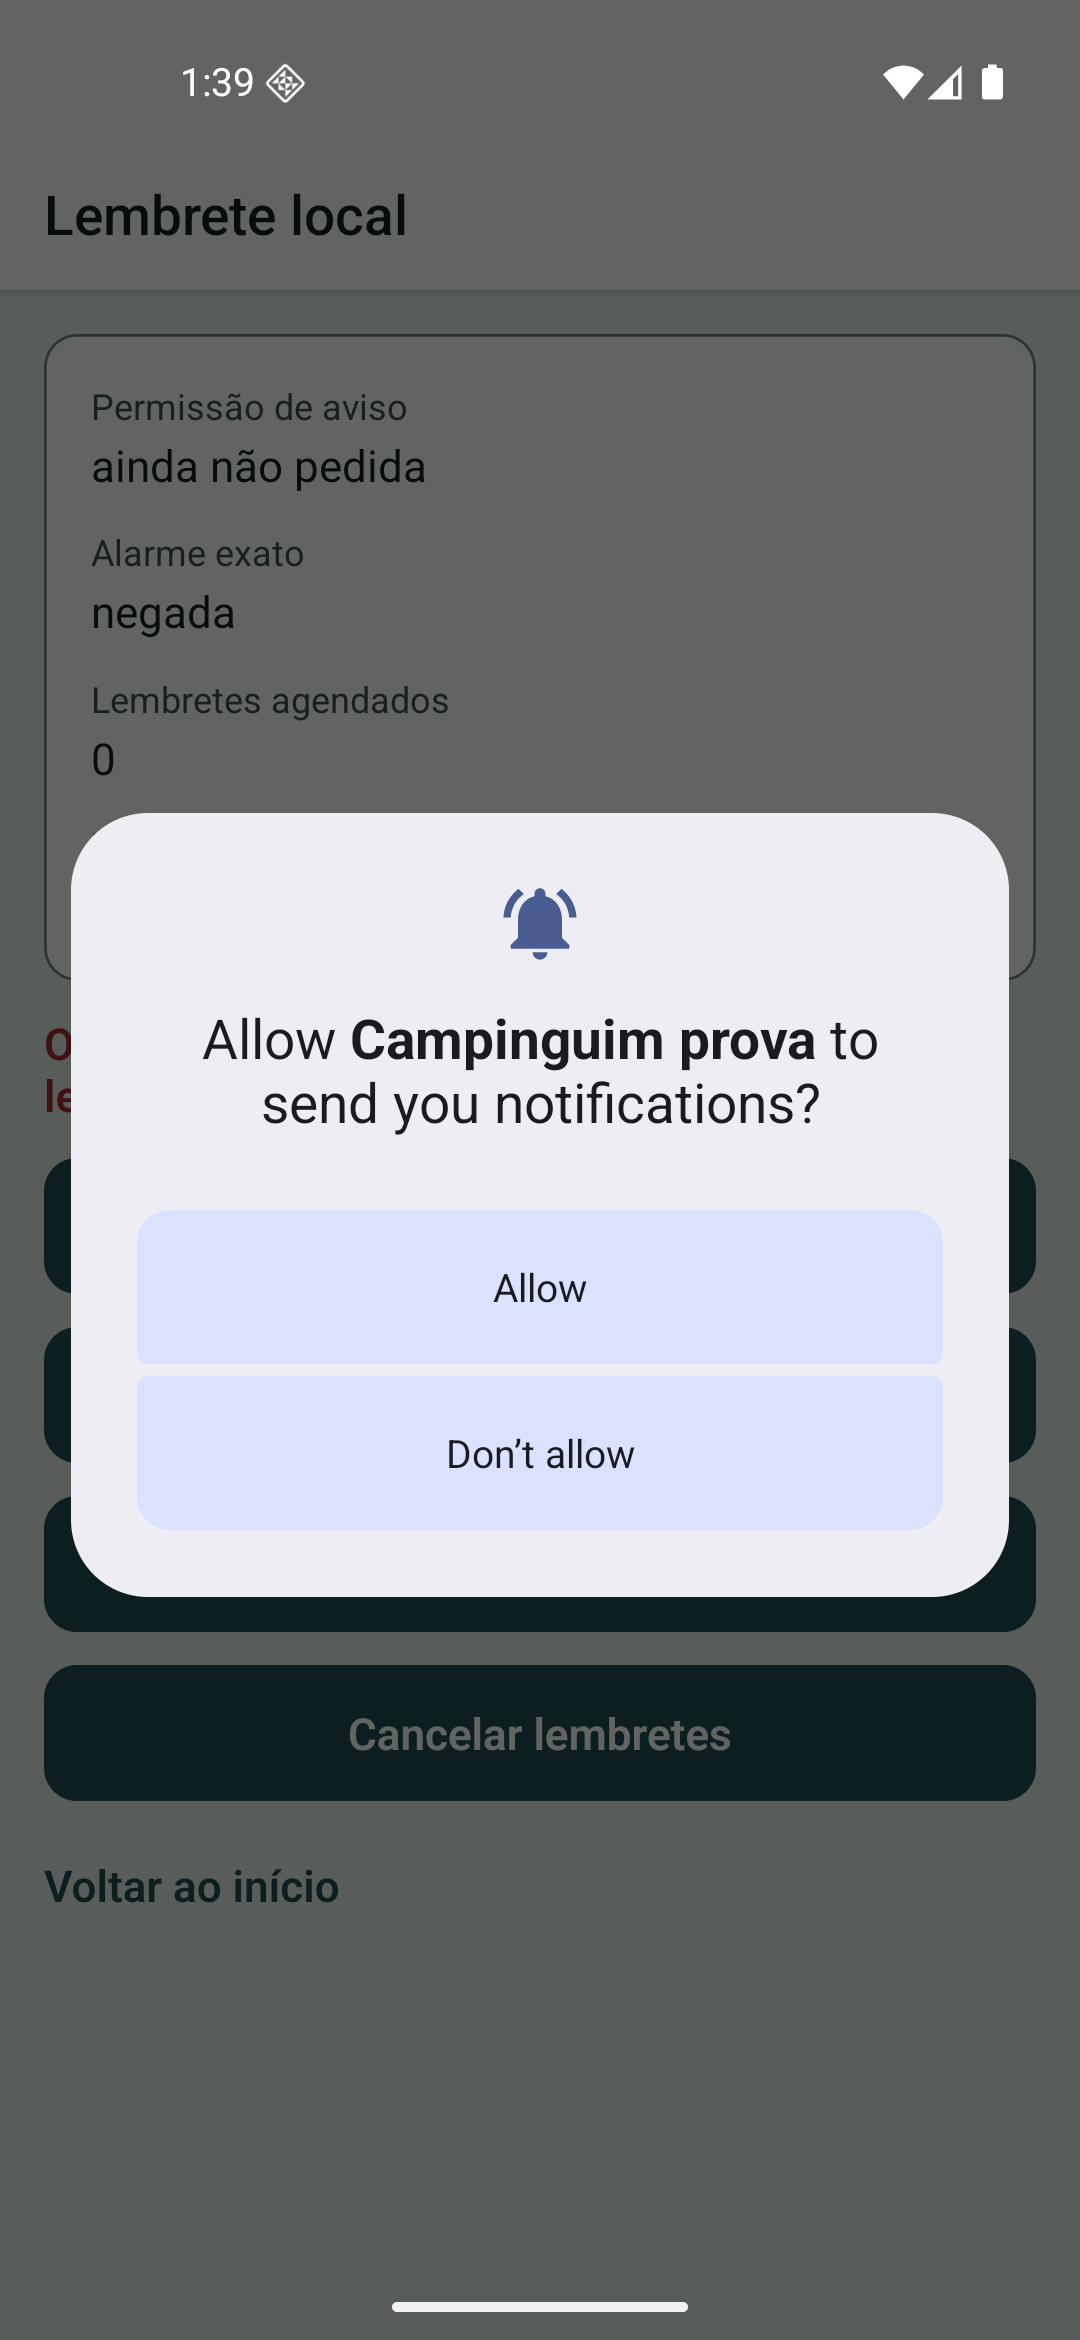 1:39
Lembrete local
Permissão de aviso
ainda não pedida
Alarme exato
negada
Lembretes agendados
0
Allow Campinguim prova to
send you notifications?
Allow
Don’t allow
Cancelar lembretes
Voltar ao início